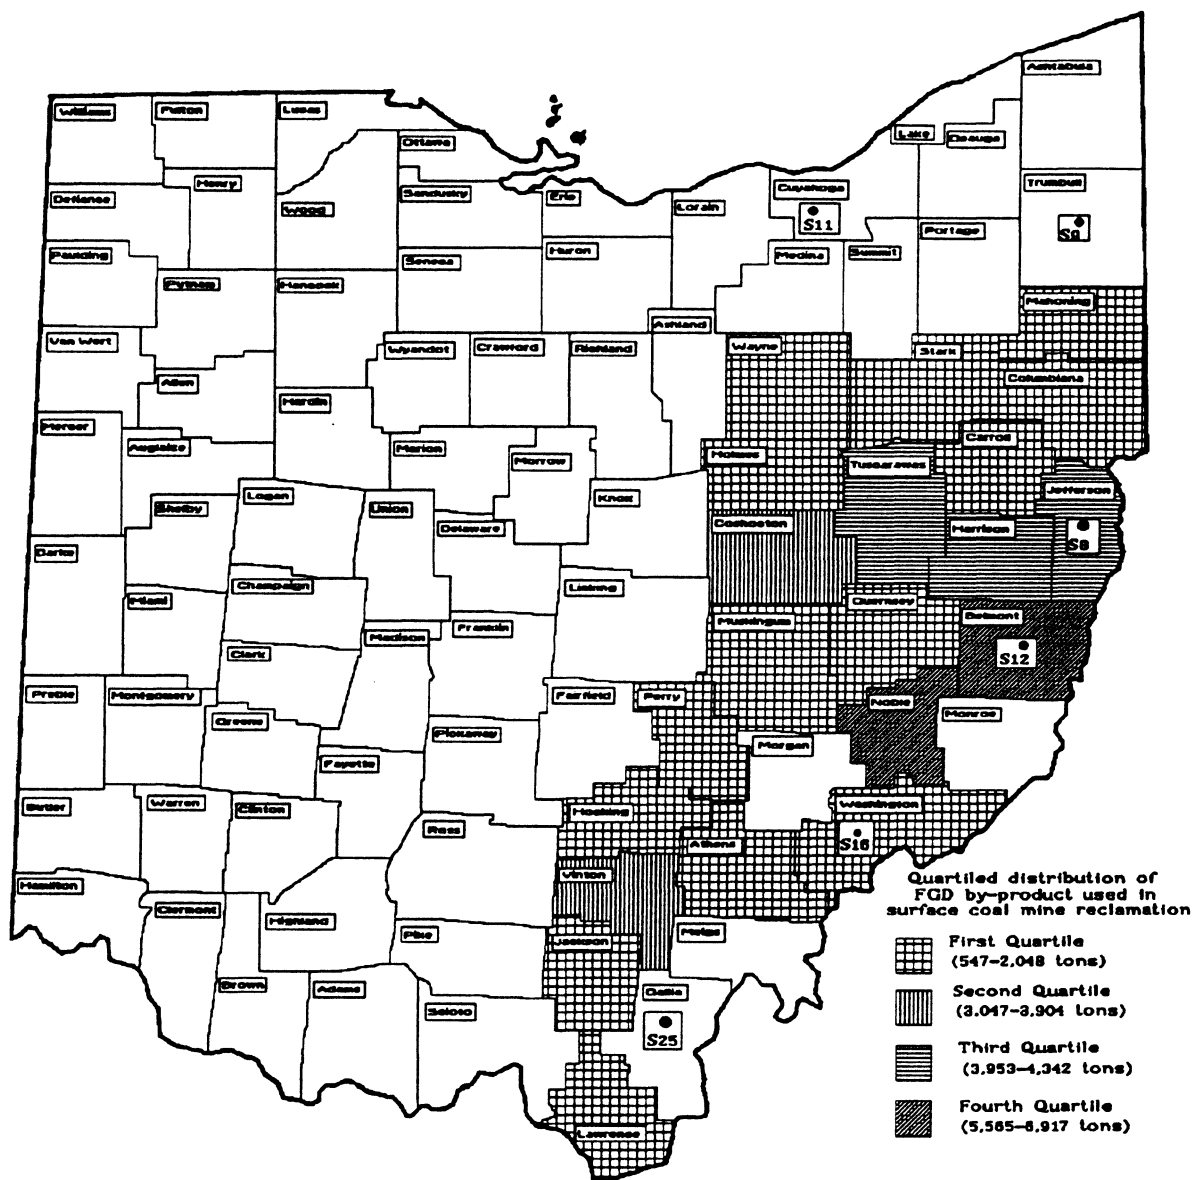 Ashtabula
Williams
Fulton
Lucas
Lake
Geauga
Ottawa
Henry
Sandusky
Erie
Cuyahoga
Trumbull
Defiance
Wood
Lorain
S11
S9
Portage
Paulding
Seneca
Huron
Medina
Summit
Putnam
Hancock
Mahoning
Ashland
Van Wert
Wyandot
Crawford
Richland
Wayne
Stark
Allen
Columbiana
Hardin
Mercer
Auglaize
Marion
Morrow
Holmes
Carrol
Tuscarawas
Logan
Union
Knox
Jefferson
Shelby
Delaware
Coshocton
Harrison
S8
Darke
Champaign
Licking
Miami
Guernsey
Belmont
Madison
Franklin
Muskingum
Clark
S12
Preble
Montgomery
Fairfield
Perry
Noble
Monroe
Greene
Pickaway
Morgan
Fayette
Butler
Warren
Clinton
Hocking
Washington
Ross
Athens
S16
Hamilton
Vinton
Clermont
Highland
Pike
Jackson
Meigs
Brown
Adams
Scioto
Gallia
S25
Lawrence
Quartiled distribution of
FGD by-product used in
surface coal mine reclamation
First Quartile
(547-2,048 tons)
Second Quartile
(3.047-3,904 tons)
Third Quartile
(3,953-4,342 tons)
Fourth Quartile
(5,565-6,917 tons)